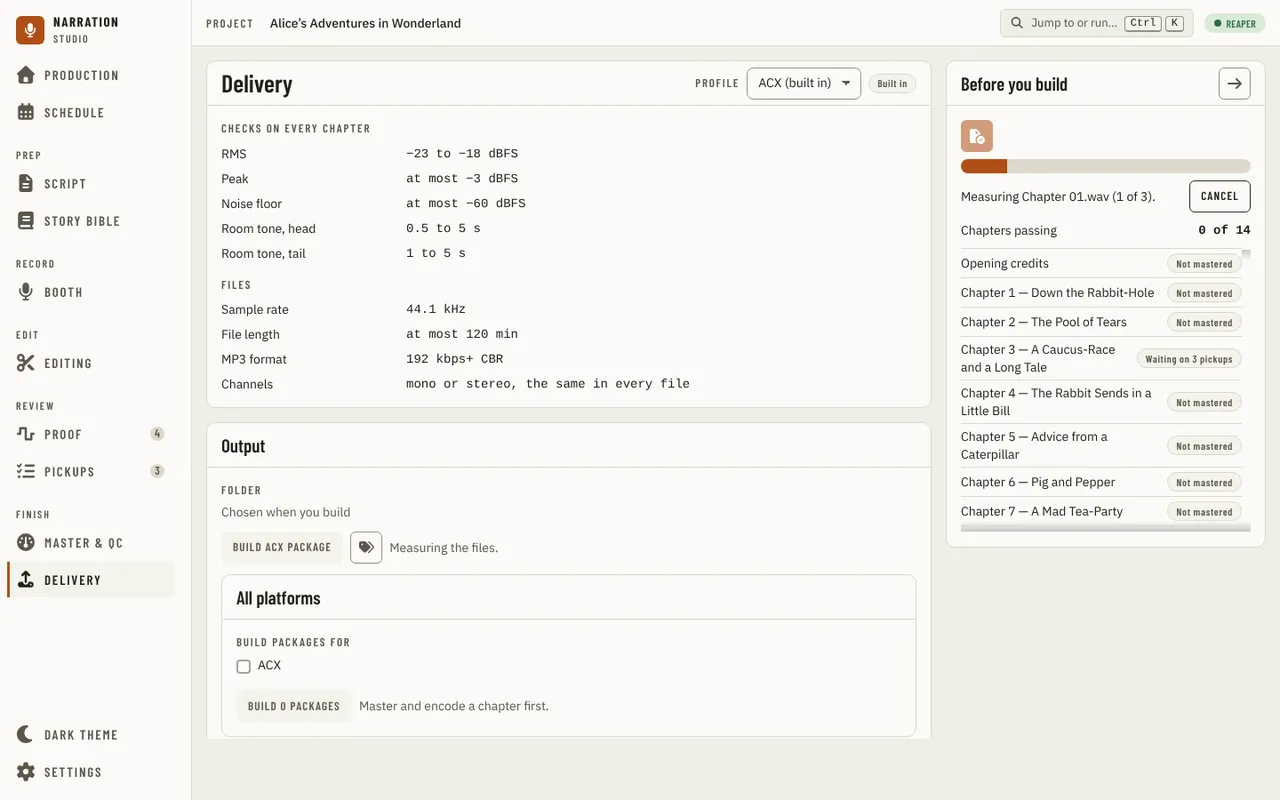 NARRATION
STUDIO
PRODUCTION
SCHEDULE
PREP
SCRIPT
STORY BIBLE
RECORD
BOOTH
EDIT
EDITING
REVIEW
PROOF 4
PICKUPS 3
FINISH
MASTER & QC
DELIVERY
DARK THEME
SETTINGS
PROJECT Alice's Adventures in Wonderland
Jump to or run... Ctrl K
REAPER
Delivery
PROFILE ACX (built in) Built in
CHECKS ON EVERY CHAPTER
RMS −23 to −18 dBFS
Peak at most −3 dBFS
Noise floor at most −60 dBFS
Room tone, head 0.5 to 5 s
Room tone, tail 1 to 5 s
FILES
Sample rate 44.1 kHz
File length at most 120 min
MP3 format 192 kbps+ CBR
Channels mono or stereo, the same in every file
Output
FOLDER
Chosen when you build
BUILD ACX PACKAGE Measuring the files.
All platforms
BUILD PACKAGES FOR
ACX
BUILD 0 PACKAGES Master and encode a chapter first.
Before you build
Measuring Chapter 01.wav (1 of 3). CANCEL
Chapters passing 0 of 14
Opening credits Not mastered
Chapter 1 — Down the Rabbit-Hole Not mastered
Chapter 2 — The Pool of Tears Not mastered
Chapter 3 — A Caucus-Race
and a Long Tale Waiting on 3 pickups
Chapter 4 — The Rabbit Sends in a
Little Bill Not mastered
Chapter 5 — Advice from a
Caterpillar Not mastered
Chapter 6 — Pig and Pepper Not mastered
Chapter 7 — A Mad Tea-Party Not mastered